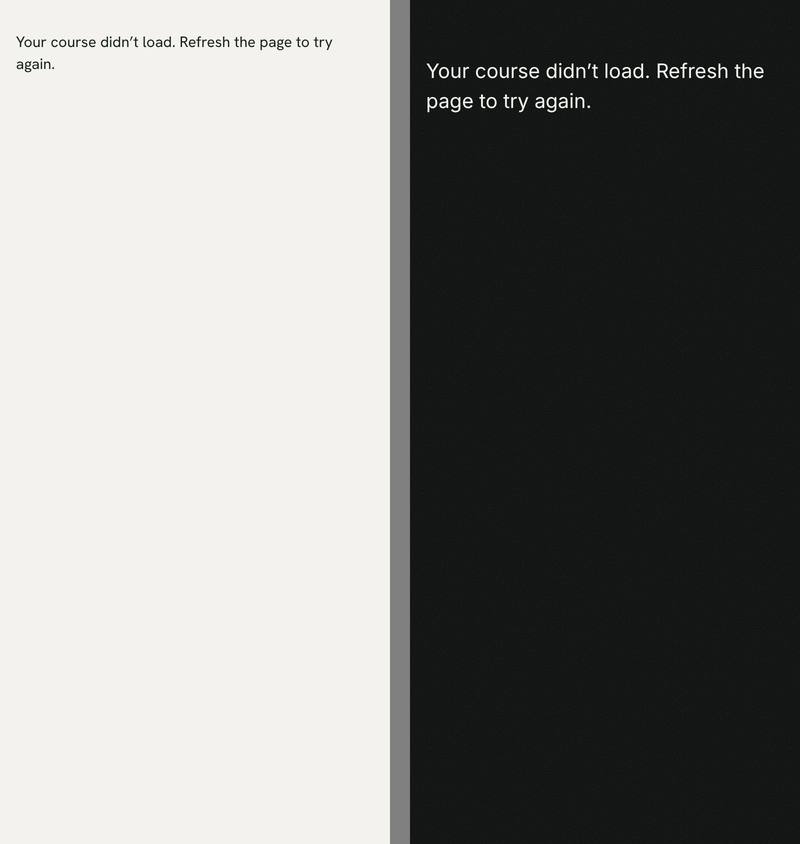 Your course didn’t load. Refresh the page to try
again.
Your course didn’t load. Refresh the
page to try again.